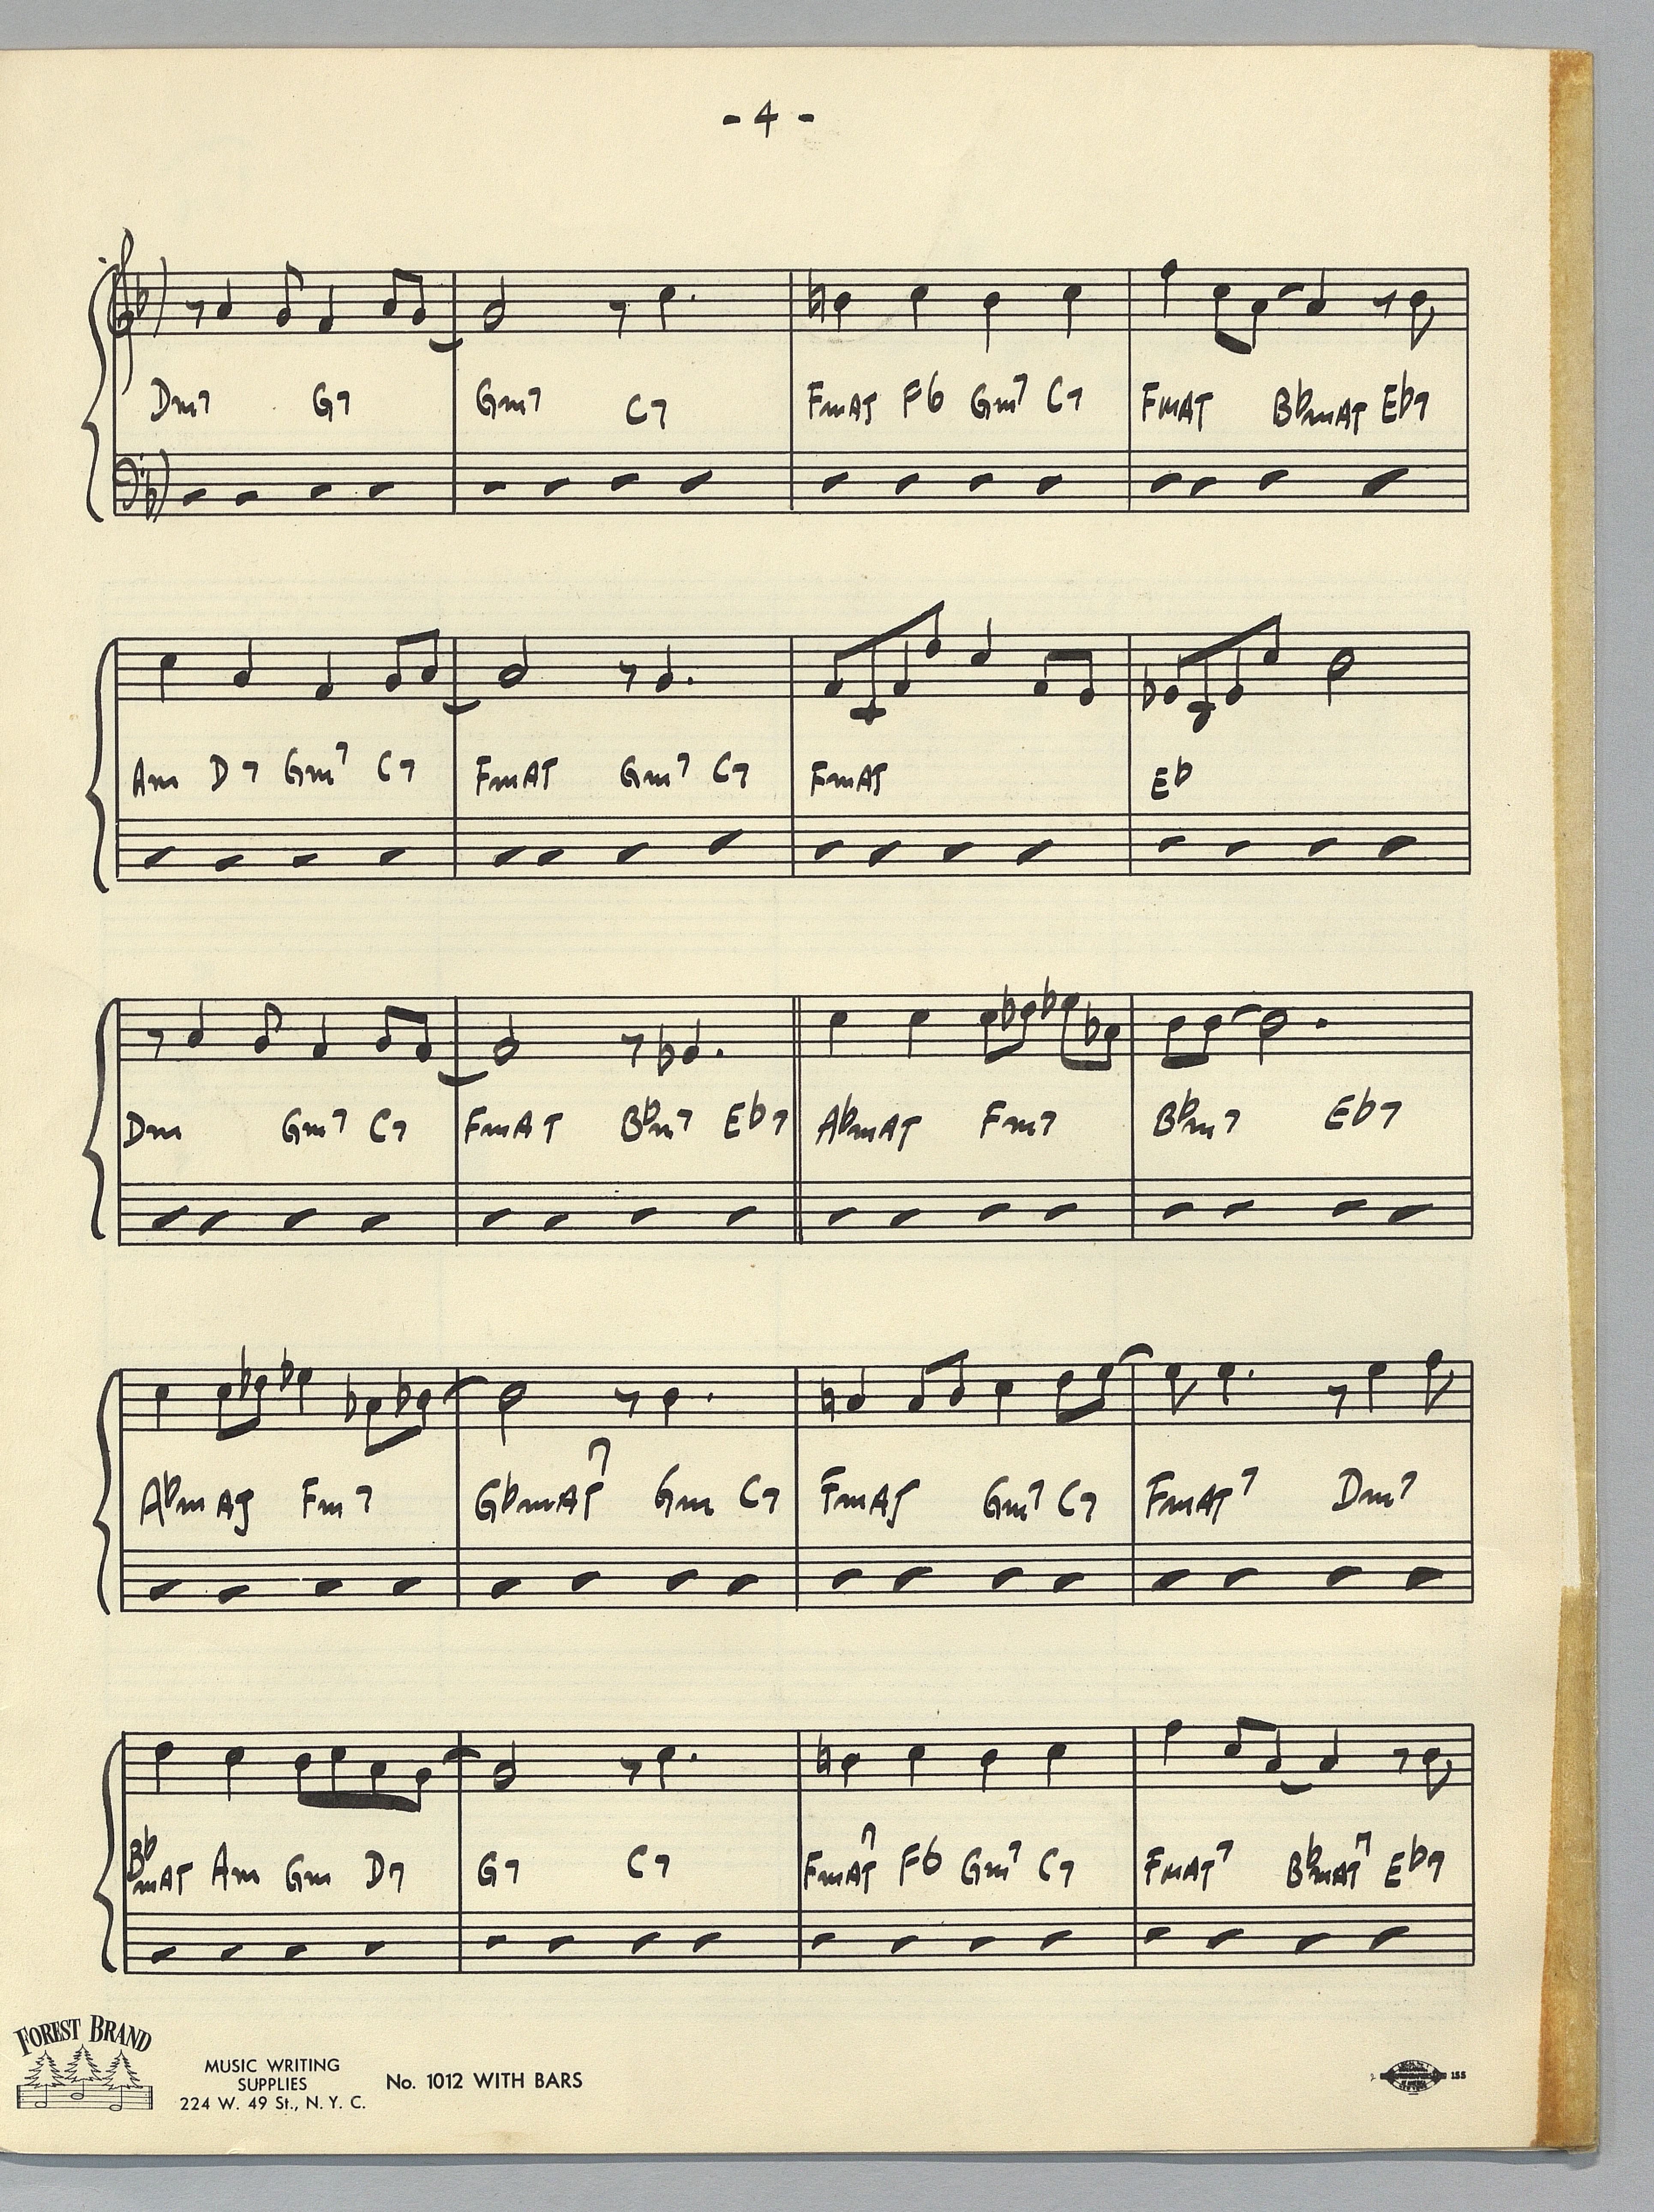 - 4 -
Dm7 G7 Gm7 C7 FmAJ F6 Gm7 C7 FmAJ B♭mAJ E♭7
Am D7 Gm7 C7 FmAJ Gm7 C7 FmAJ E♭
Dm Gm7 C7 FmAJ B♭m7 E♭7 A♭mAJ Fm7 B♭m7 E♭7
A♭mAJ Fm7 G♭mAJ7 Gm C7 FmAJ Gm7 C7 FmAJ7 Dm7
B♭mAJ Am Gm D7 G7 C7 FmAJ7 F6 Gm7 C7 FmAJ7 B♭mAJ7 E♭7
FOREST BRAND
MUSIC WRITING
SUPPLIES
224 W. 49 St., N. Y. C.
No. 1012 WITH BARS
155